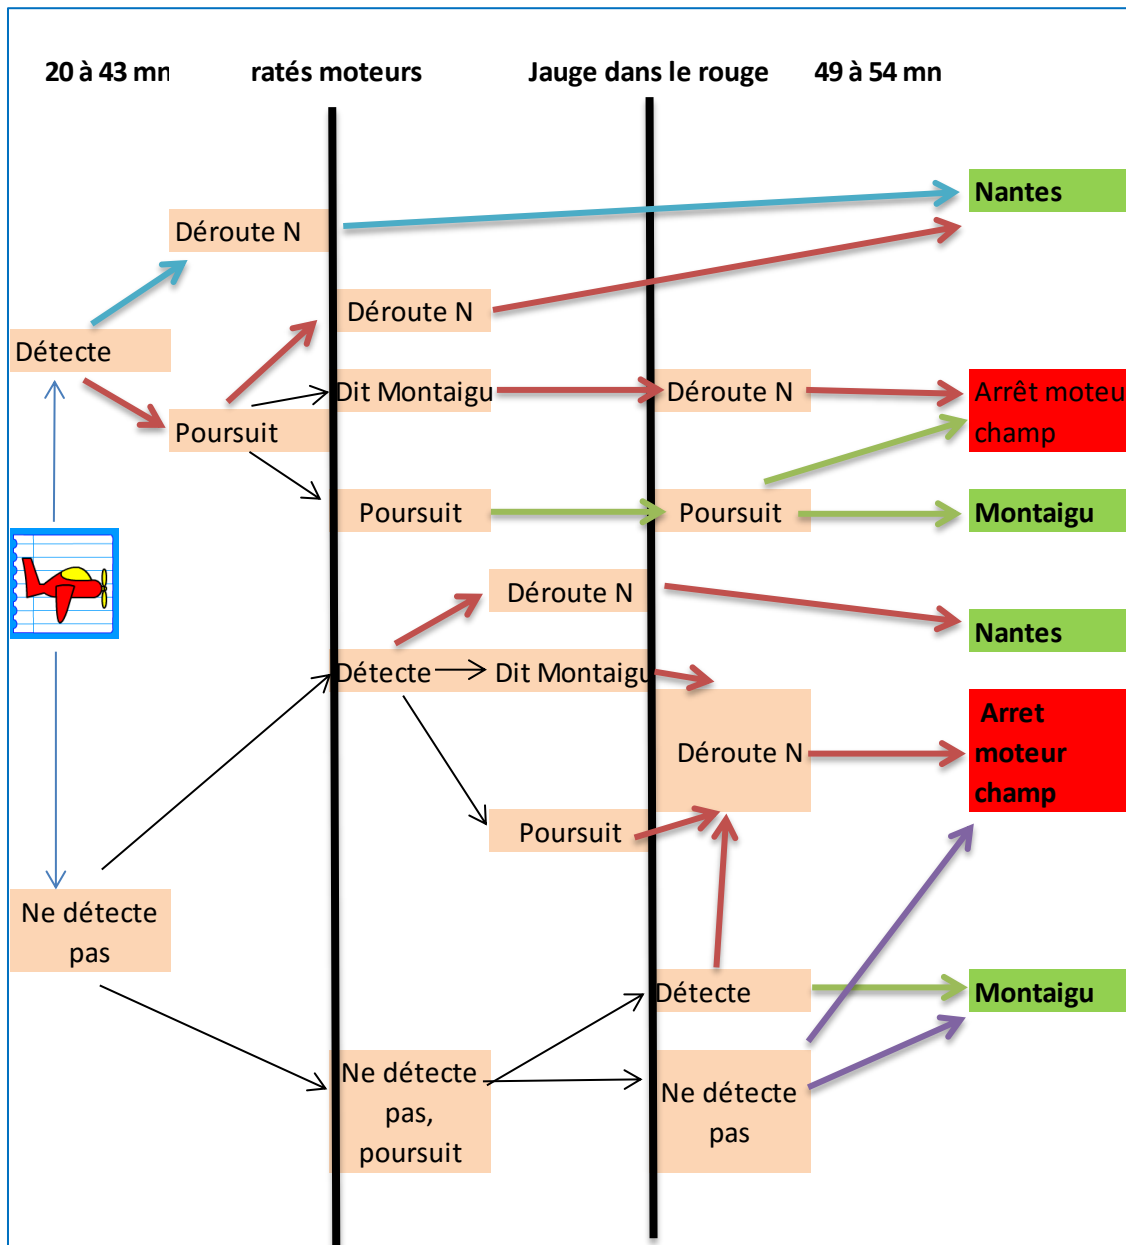 20 à 43 mn
ratés moteurs
Jauge dans le rouge
49 à 54 mn
Nantes
Déroute N
Déroute N
Détecte
Dit Montaigu
Déroute N
Arrêt moteu
champ
Poursuit
Poursuit
Poursuit
Montaigu
Déroute N
Nantes
Détecte
Dit Montaigu
Déroute N
Arret
moteur
champ
Poursuit
Ne détecte
pas
Détecte
Montaigu
Ne détecte
pas,
poursuit
Ne détecte
pas